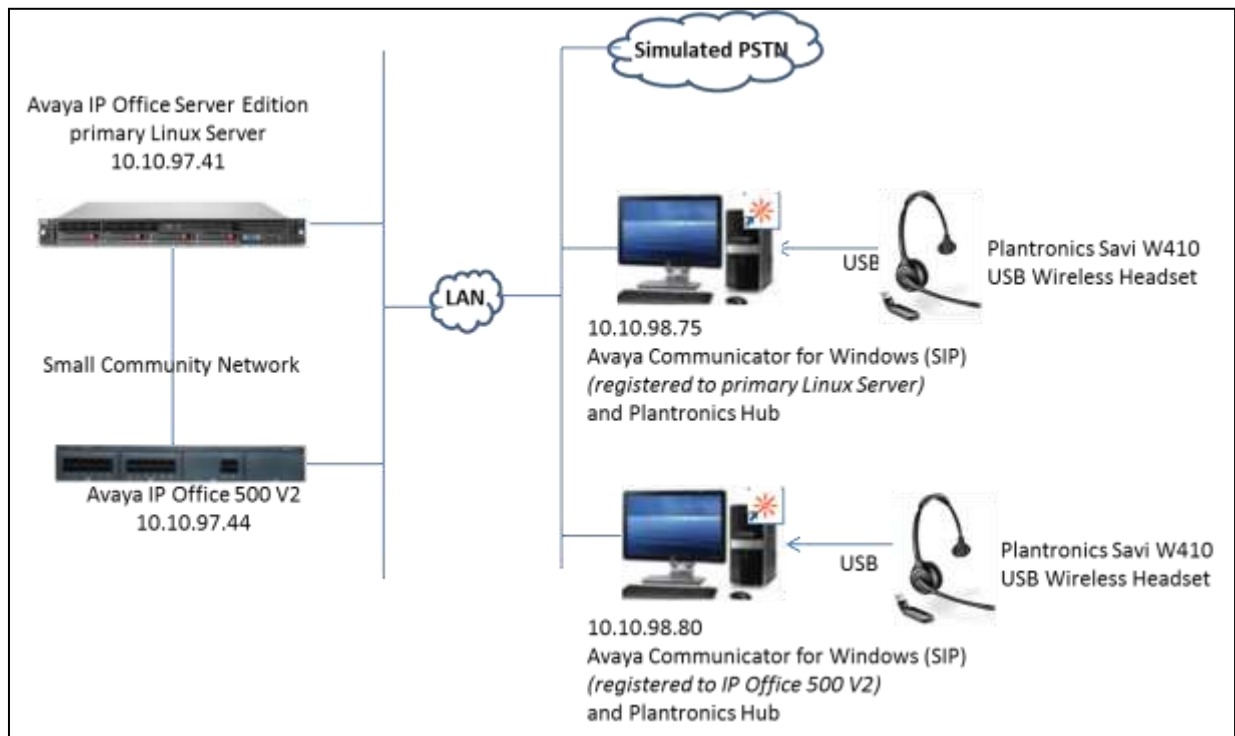 Simulated PSTN
Avaya IP Office Server Edition
primary Linux Server
10.10.97.41
LAN
USB
Plantronics Savi W410
USB Wireless Headset
10.10.98.75
Avaya Communicator for Windows (SIP)
(registered to primary Linux Server)
and Plantronics Hub
Small Community Network
Avaya IP Office 500 V2
10.10.97.44
USB
Plantronics Savi W410
USB Wireless Headset
10.10.98.80
Avaya Communicator for Windows (SIP)
(registered to IP Office 500 V2)
and Plantronics Hub